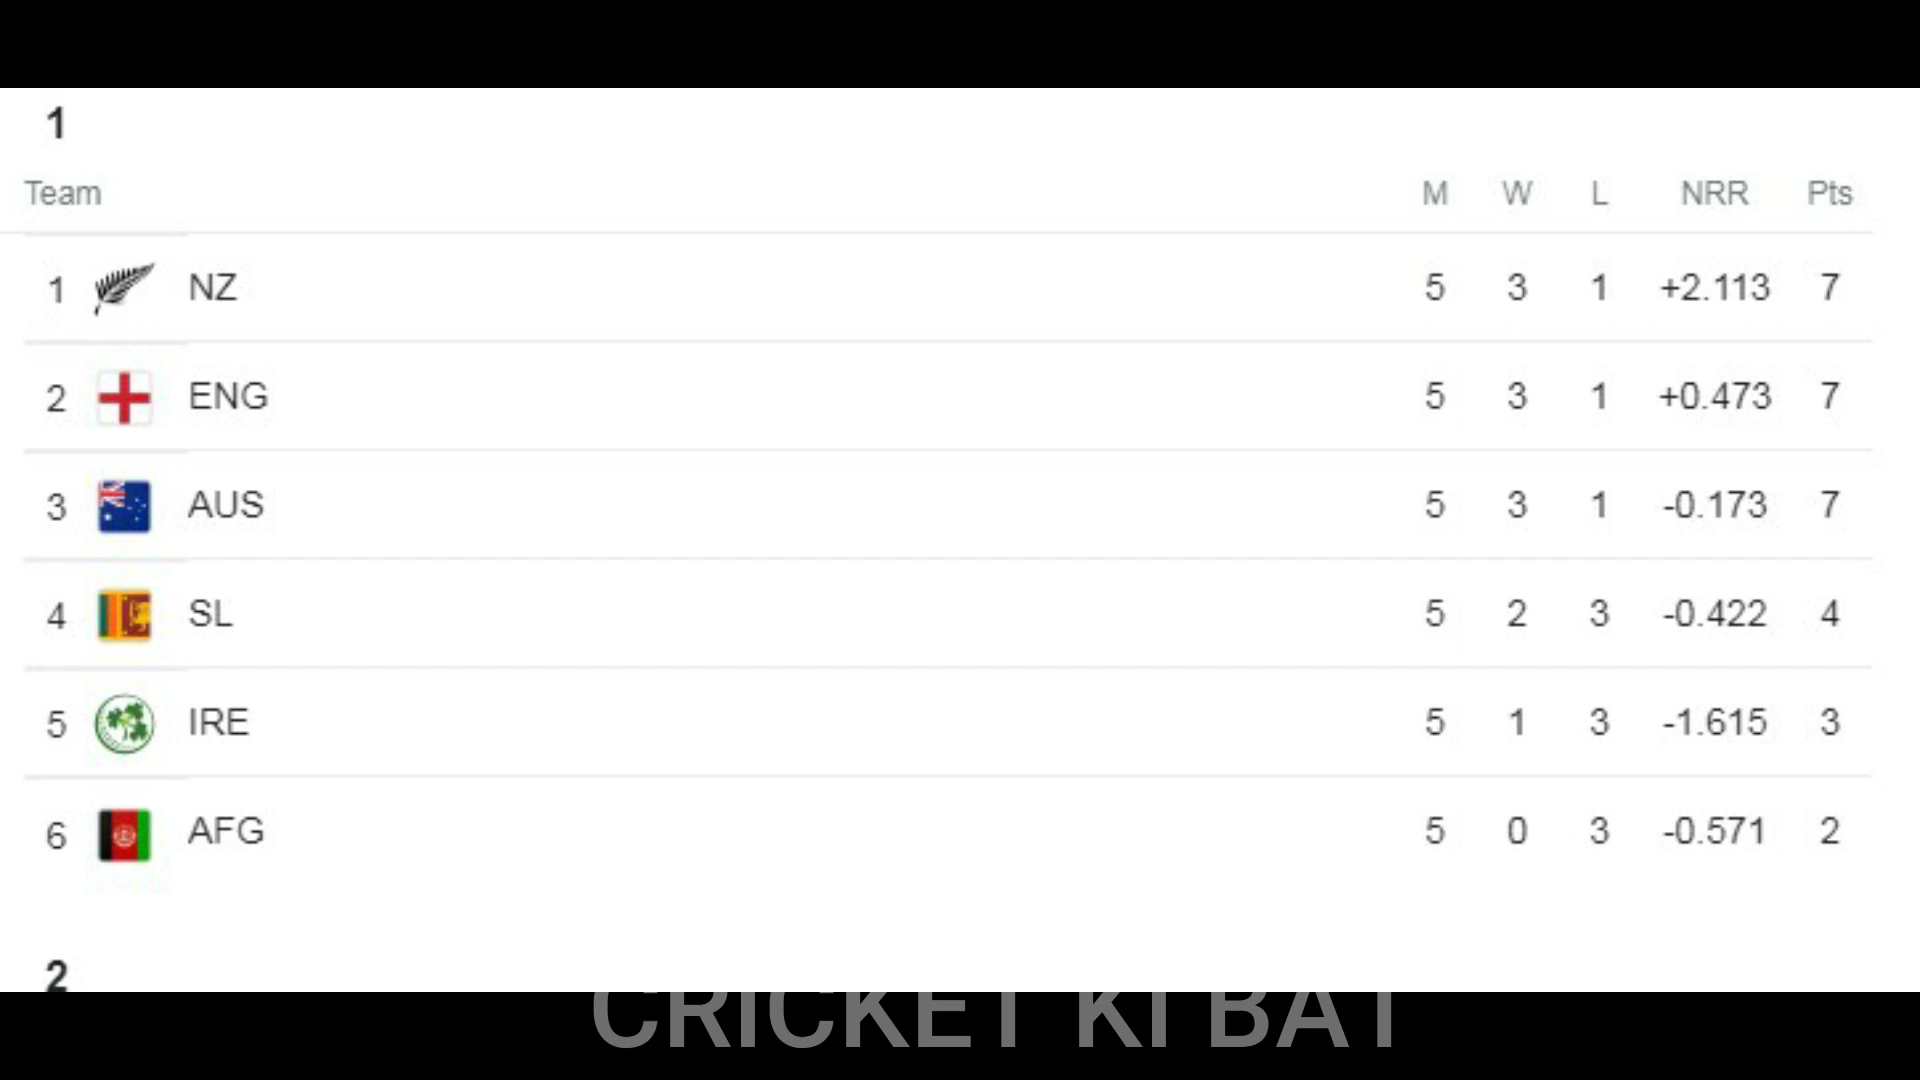 1
Team M W L NRR Pts
1 NZ 5 3 1 +2.113 7
2 ENG 5 3 1 +0.473 7
3 AUS 5 3 1 -0.173 7
4 SL 5 2 3 -0.422 4
5 IRE 5 1 3 -1.615 3
6 AFG 5 0 3 -0.571 2
2
CRICKET KI BAT